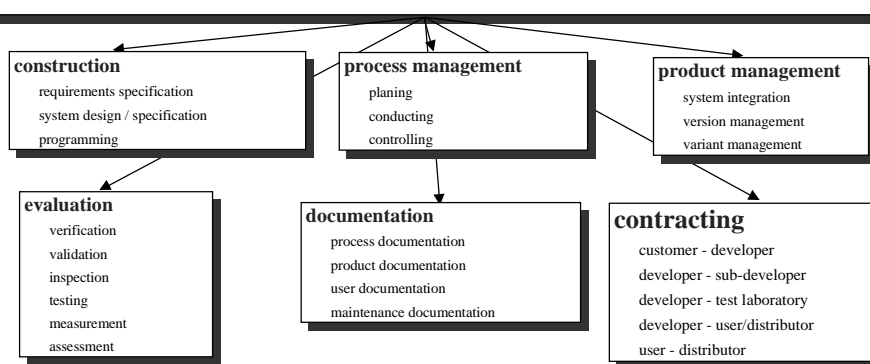 construction
requirements specification
system design / specification
programming
process management
planing
conducting
controlling
product management
system integration
version management
variant management
evaluation
verification
validation
inspection
testing
measurement
assessment
documentation
process documentation
product documentation
user documentation
maintenance documentation
contracting
customer - developer
developer - sub-developer
developer - test laboratory
developer - user/distributor
user - distributor